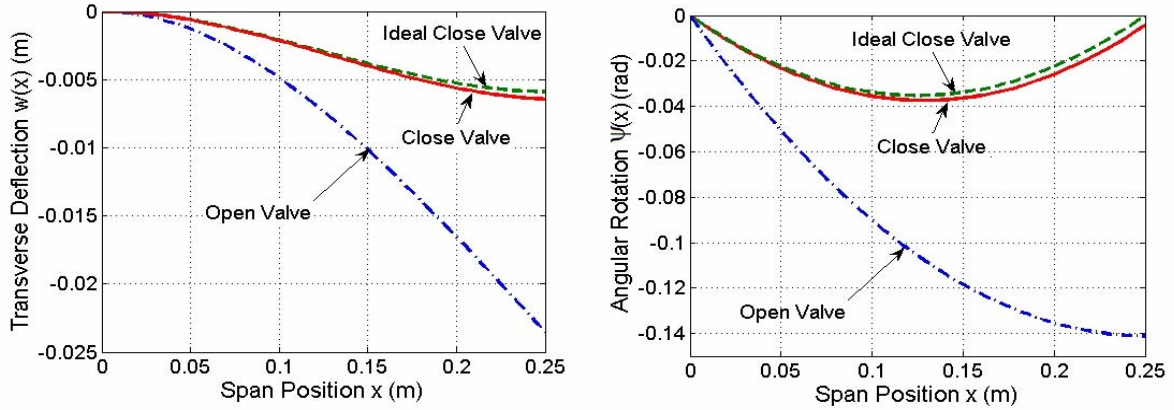 Transverse Deflection w(x) (m)
0
-0.005
-0.01
-0.015
-0.02
-0.025
0 0.05 0.1 0.15 0.2 0.25
Span Position x (m)
Ideal Close Valve
Close Valve
Open Valve
Angular Rotation Ψ(x) (rad)
0
-0.02
-0.04
-0.06
-0.08
-0.1
-0.12
-0.14
0 0.05 0.1 0.15 0.2 0.25
Span Position x (m)
Ideal Close Valve
Close Valve
Open Valve